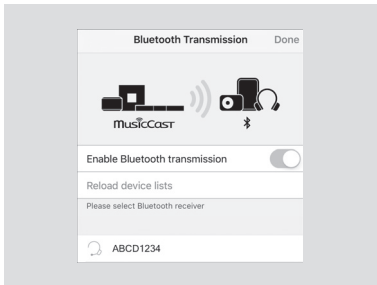 Bluetooth Transmission Done
MusicCast
Enable Bluetooth transmission
Reload device lists
Please select Bluetooth receiver
ABCD1234